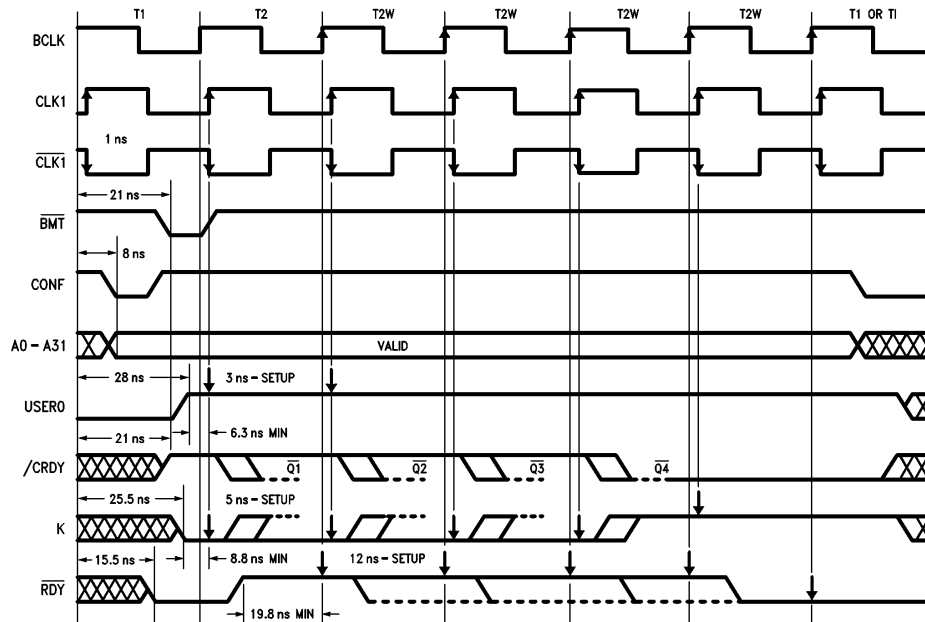 T1 T2 T2W T2W T2W T2W T1 OR TI
BCLK
CLK1
1 ns
CLK1
21 ns
BMT
8 ns
CONF
A0 – A31 VALID
28 ns 3 ns – SETUP
USERO
21 ns 6.3 ns MIN
/CRDY Q1 Q2 Q3 Q4
25.5 ns 5 ns – SETUP
K
15.5 ns 8.8 ns MIN 12 ns – SETUP
RDY
19.8 ns MIN